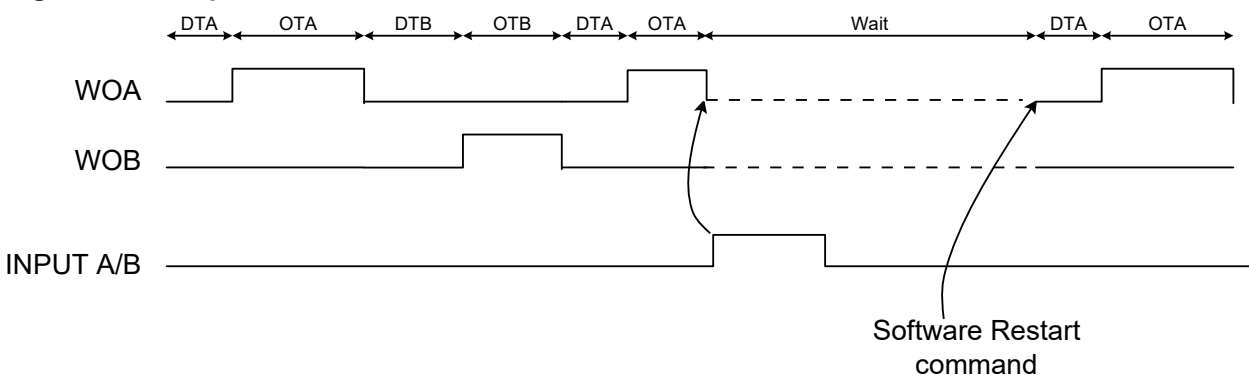 DTA OTA DTB OTB DTA OTA Wait DTA OTA
WOA
WOB
INPUT A/B
Software Restart
command